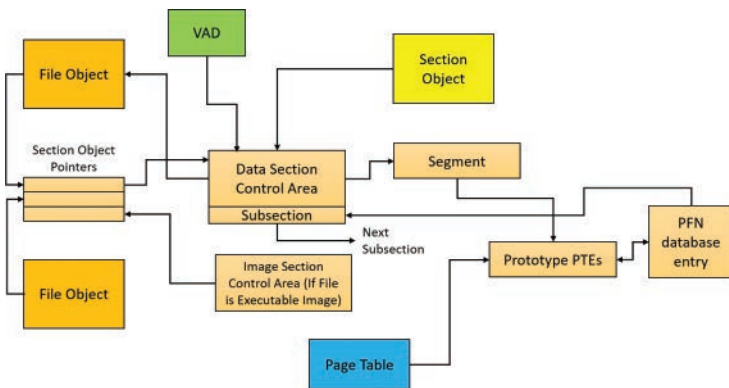 VAD
File Object
Section
Object
Section Object
Pointers
Data Section
Control Area
Segment
Subsection
Next
Subsection
PFN
database
entry
Prototype PTEs
Image Section
Control Area (If File
is Executable Image)
File Object
Page Table